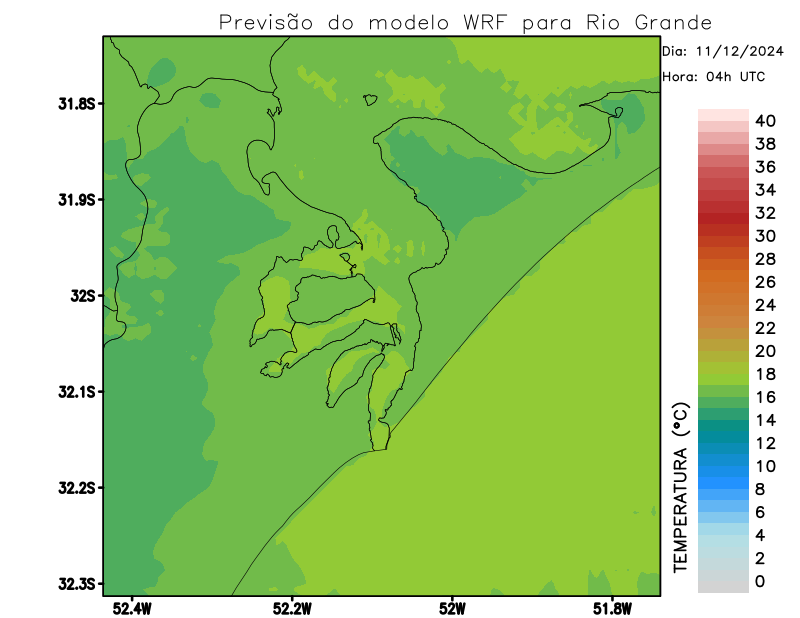 Previsão do modelo WRF para Rio Grande
Dia: 11/12/2024
Hora: 04h UTC
31.8S
31.9S
32S
32.1S
32.2S
32.3S
52.4W
52.2W
52W
51.8W
TEMPERATURA (°C)
40
38
36
34
32
30
28
26
24
22
20
18
16
14
12
10
8
6
4
2
0